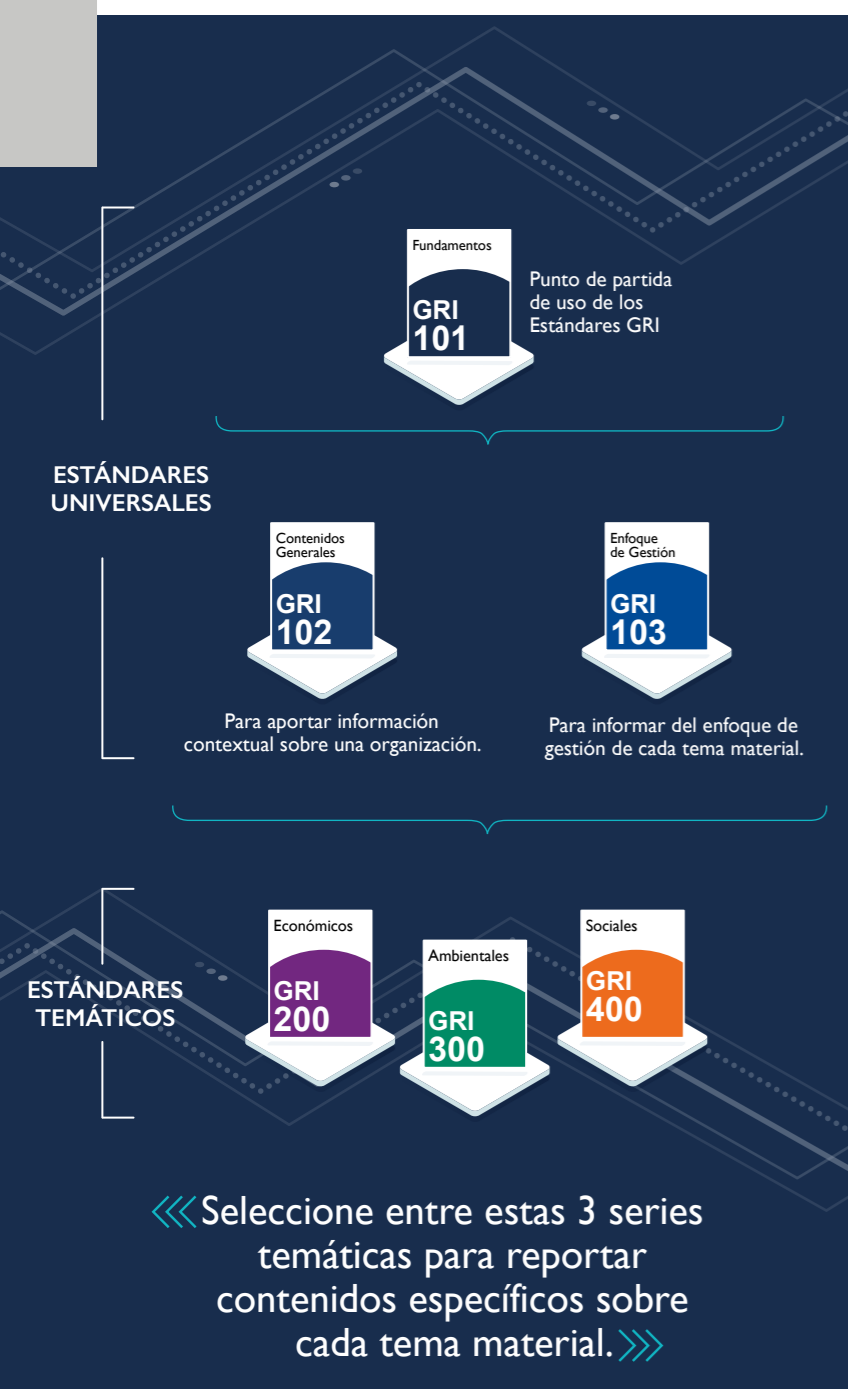 Fundamentos
GRI
101
Punto de partida
de uso de los
Estándares GRI
ESTÁNDARES
UNIVERSALES
Contenidos
Generales
GRI
102
Para aportar información
contextual sobre una organización.
Enfoque
de Gestión
GRI
103
Para informar del enfoque de
gestión de cada tema material.
ESTÁNDARES
TEMÁTICOS
Económicos
GRI
200
Ambientales
GRI
300
Sociales
GRI
400
Seleccione entre estas 3 series
temáticas para reportar
contenidos específicos sobre
cada tema material.